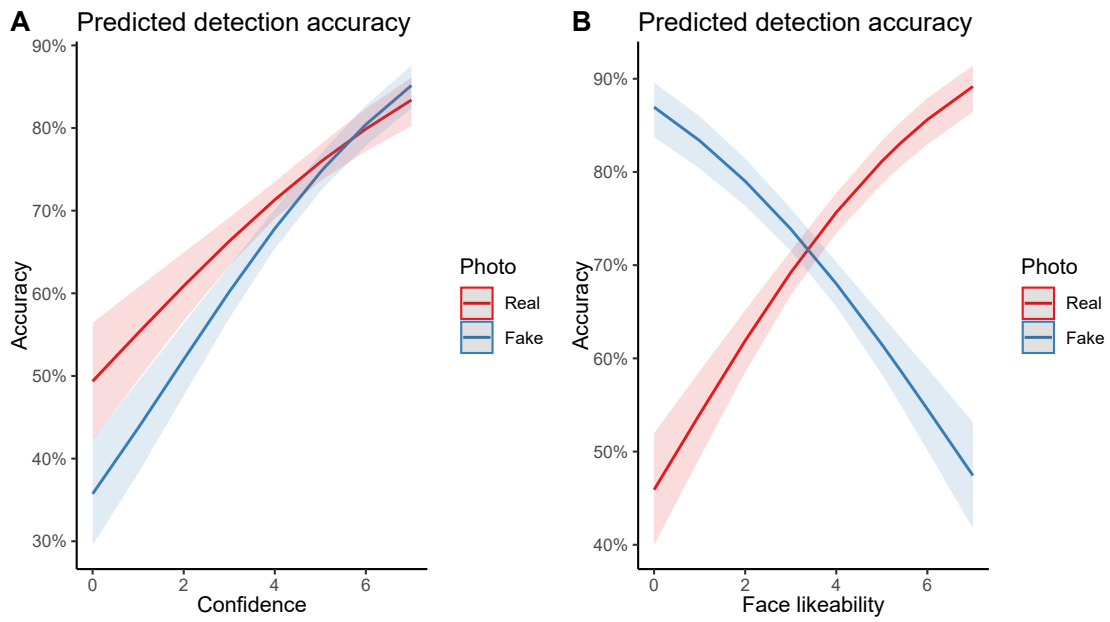 A
Predicted detection accuracy
90%
80%
70%
60%
50%
40%
30%
Accuracy
0
2
4
6
Confidence
Photo
Real
Fake
B
Predicted detection accuracy
90%
80%
70%
60%
50%
40%
Accuracy
0
2
4
6
Face likeability
Photo
Real
Fake